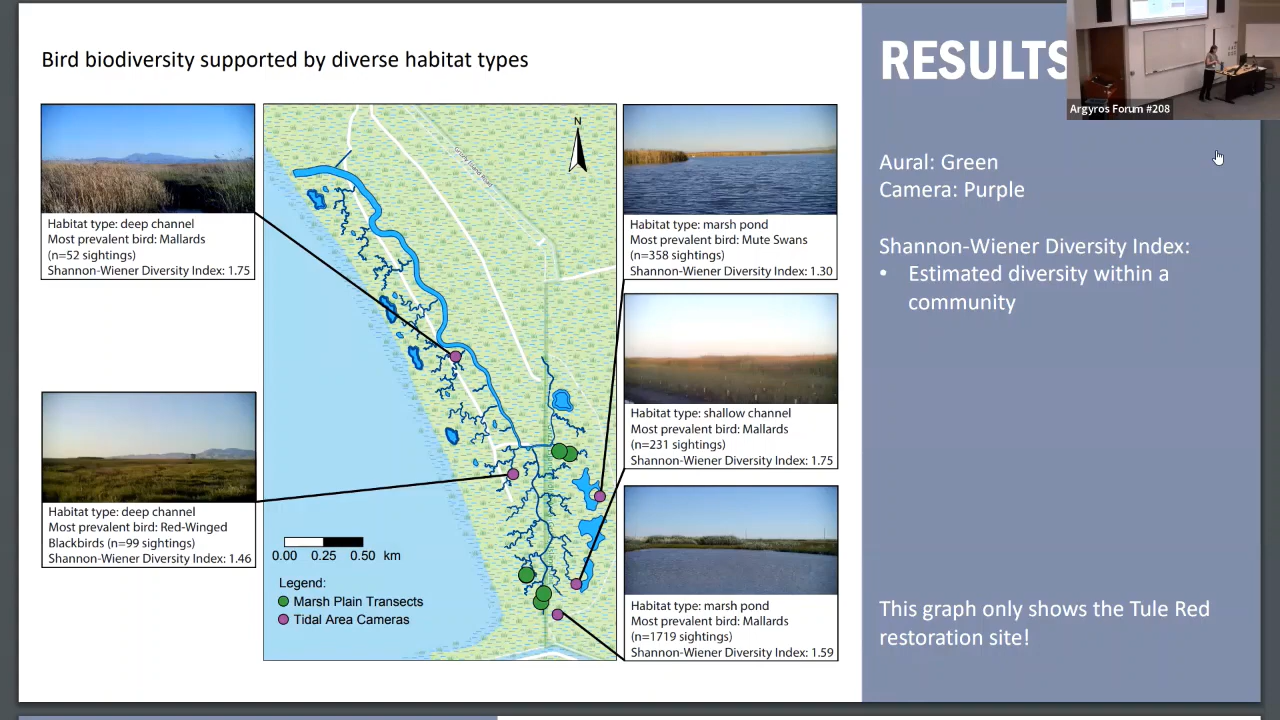 Bird biodiversity supported by diverse habitat types
RESULTS
Argyros Forum #208
Habitat type: deep channel
Most prevalent bird: Mallards
(n=52 sightings)
Shannon-Wiener Diversity Index: 1.75
Habitat type: deep channel
Most prevalent bird: Red-Winged
Blackbirds (n=99 sightings)
Shannon-Wiener Diversity Index: 1.46
N
0.00 0.25 0.50 km
Legend:
Marsh Plain Transects
Tidal Area Cameras
Habitat type: marsh pond
Most prevalent bird: Mute Swans
(n=358 sightings)
Shannon-Wiener Diversity Index: 1.30
Habitat type: shallow channel
Most prevalent bird: Mallards
(n=231 sightings)
Shannon-Wiener Diversity Index: 1.75
Habitat type: marsh pond
Most prevalent bird: Mallards
(n=1719 sightings)
Shannon-Wiener Diversity Index: 1.59
Aural: Green
Camera: Purple
Shannon-Wiener Diversity Index:
• Estimated diversity within a
community
This graph only shows the Tule Red
restoration site!